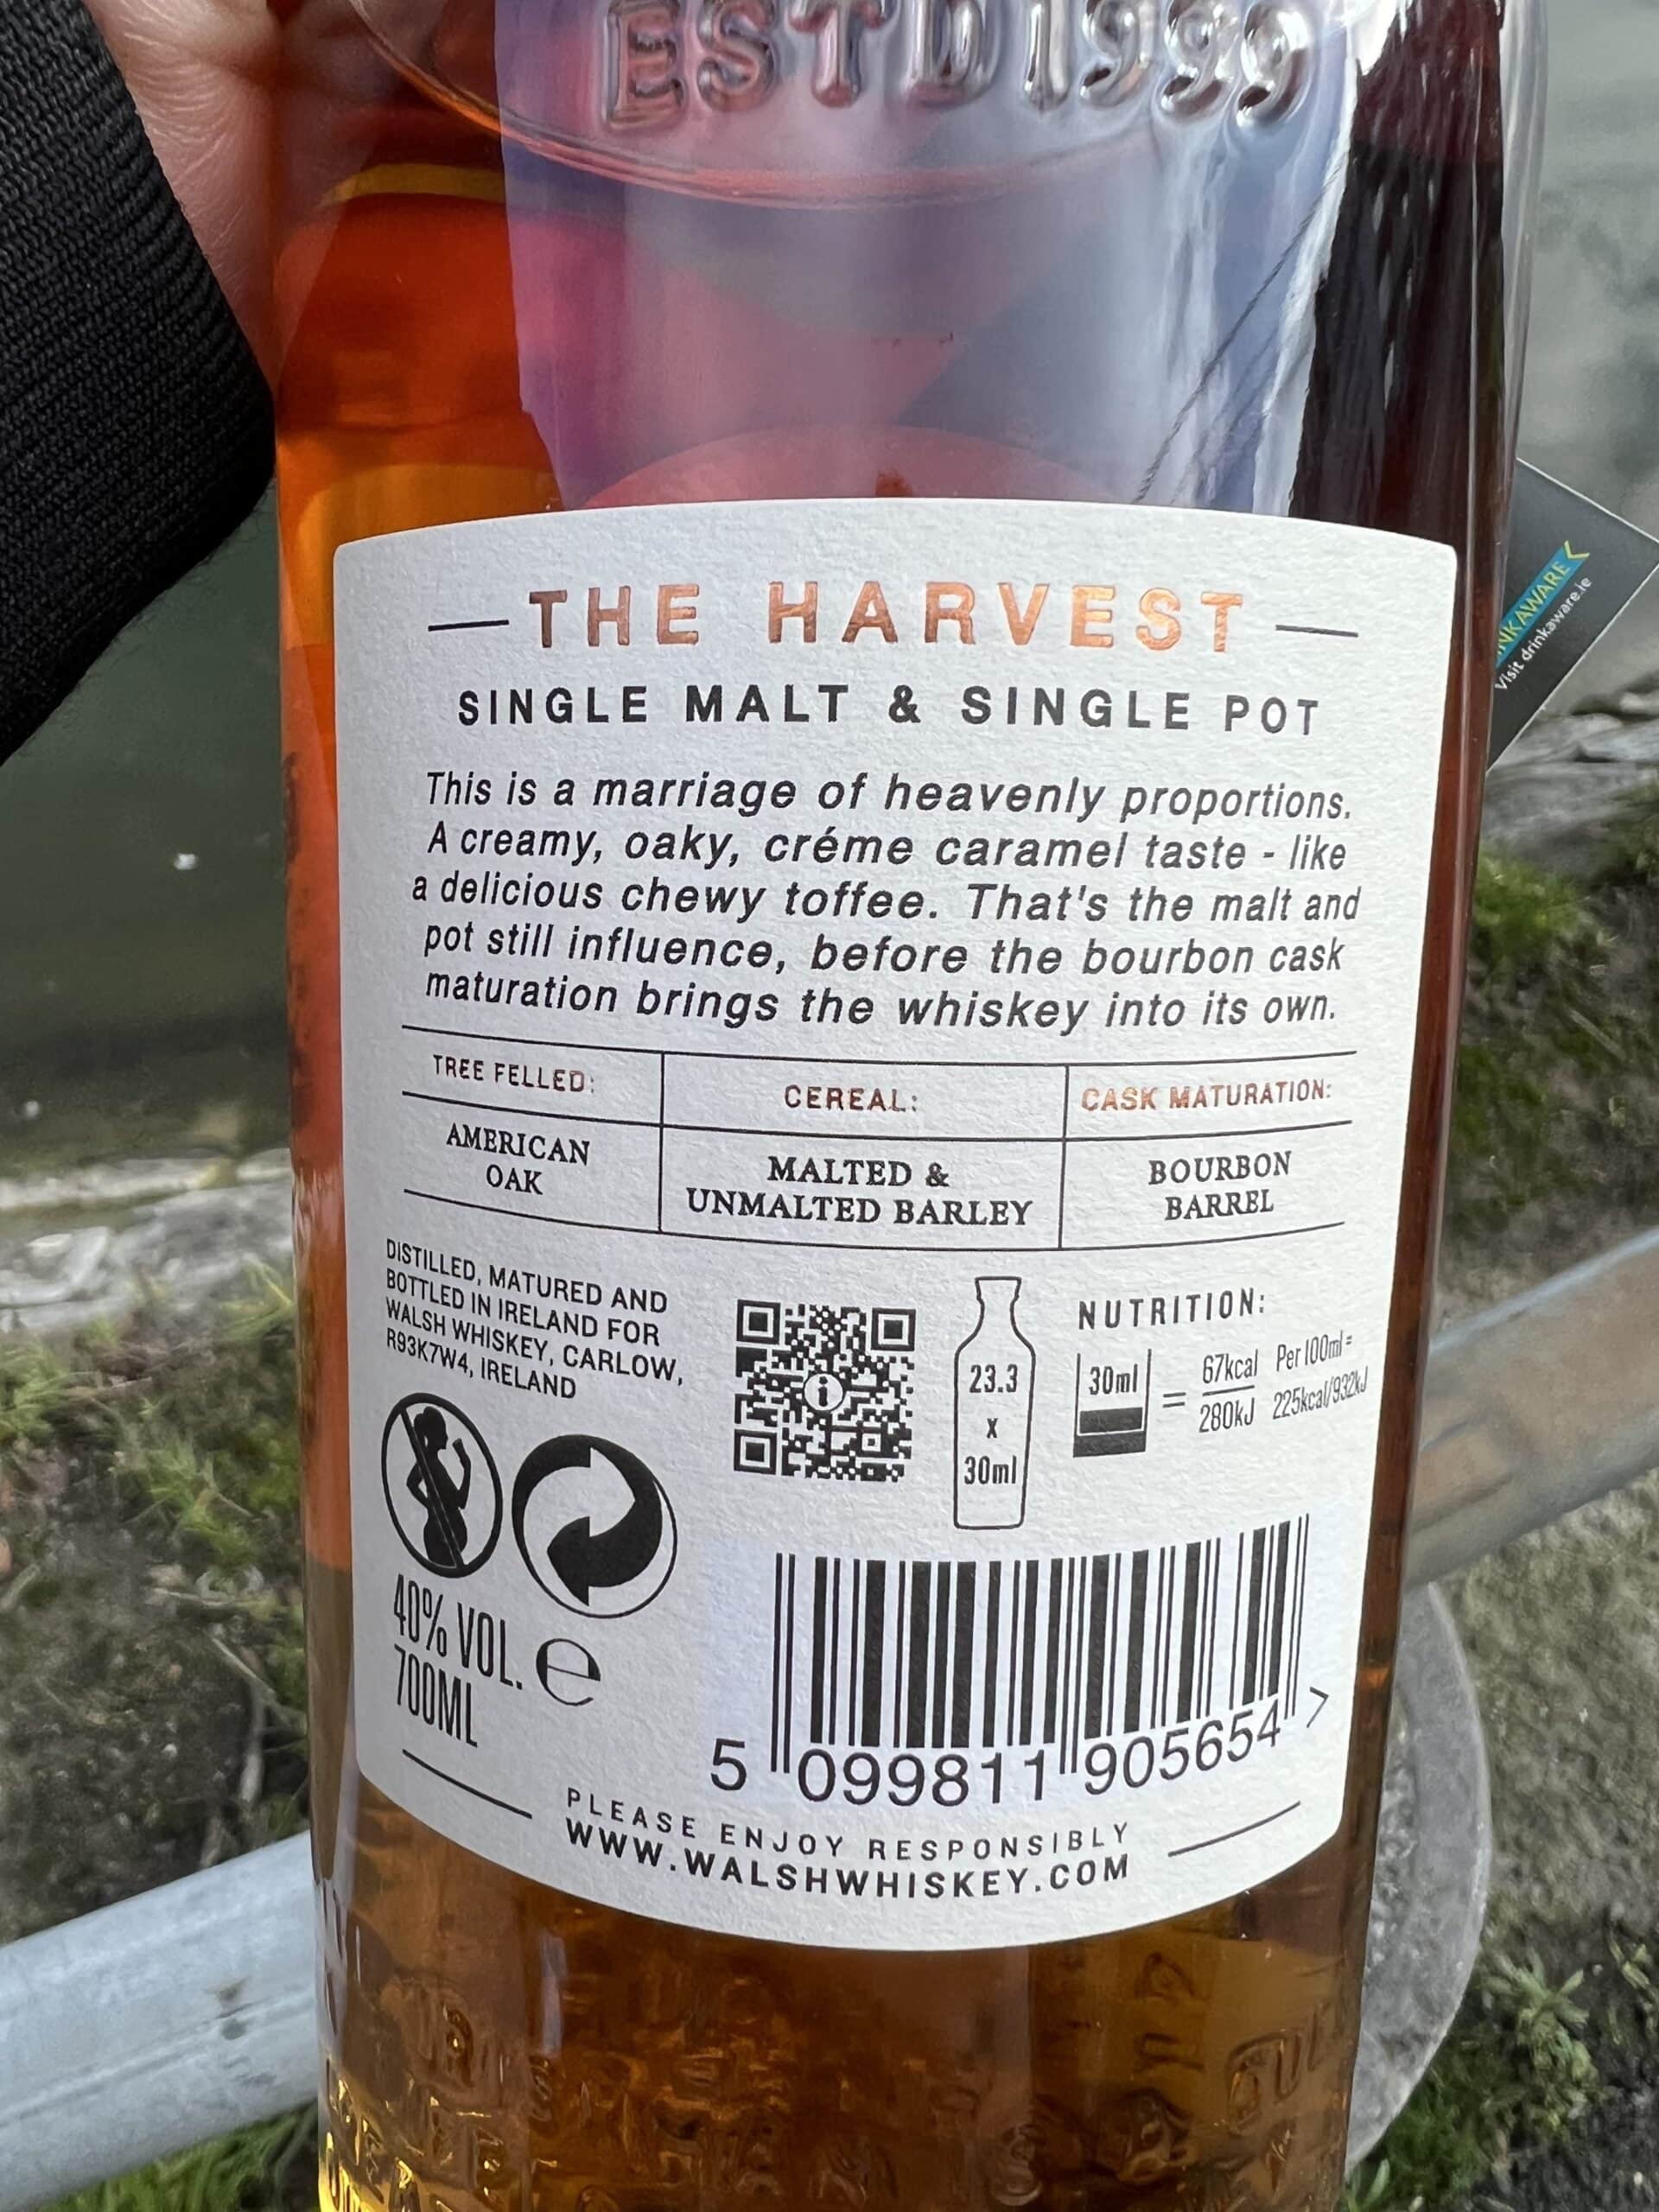 ESTD 1999
THE HARVEST
SINGLE MALT & SINGLE POT
This is a marriage of heavenly proportions.
A creamy, oaky, créme caramel taste - like
a delicious chewy toffee. That's the malt and
pot still influence, before the bourbon cask
maturation brings the whiskey into its own.
TREE FELLED:
AMERICAN
OAK
CEREAL:
MALTED &
UNMALTED BARLEY
CASK MATURATION:
BOURBON
BARREL
DISTILLED, MATURED AND
BOTTLED IN IRELAND FOR
WALSH WHISKEY, CARLOW,
R93K7W4, IRELAND
i
23.3
x
30ml
NUTRITION:
30ml
=
67kcal
280kJ
Per 100ml=
225kcal/932kJ
40% VOL. e
700ML
5 099811 905654 >
PLEASE ENJOY RESPONSIBLY
WWW.WALSHWHISKEY.COM
NKAWARE
Visit drinkaware.ie